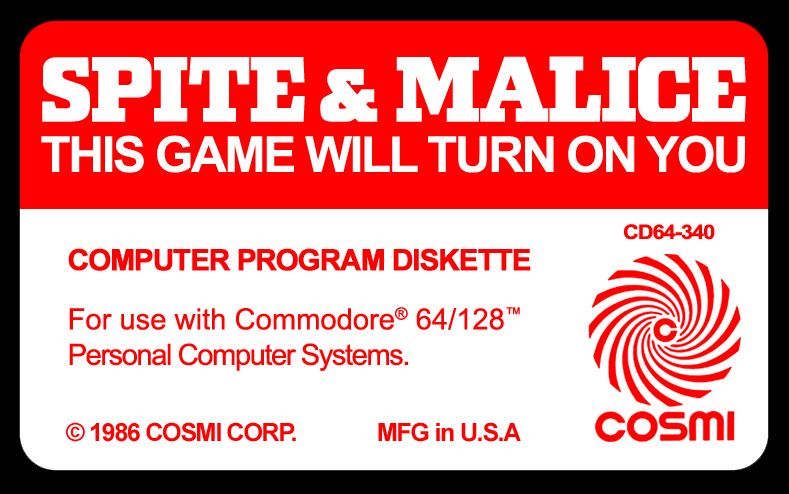 SPITE & MALICE
THIS GAME WILL TURN ON YOU
CD64-340
COMPUTER PROGRAM DISKETTE
For use with Commodore® 64/128™
Personal Computer Systems.
C
COSMI
© 1986 COSMI CORP.
MFG in U.S.A